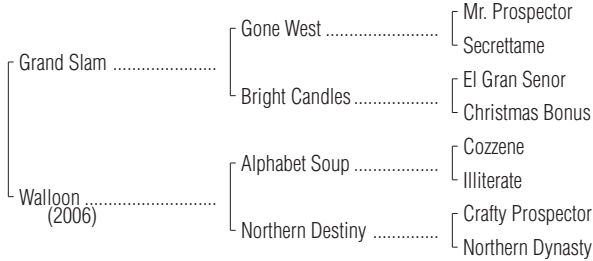 Mr. Prospector
Gone West ........................
Secrettame
Grand Slam ......................
El Gran Senor
Bright Candles ..................
Christmas Bonus
Cozzene
Alphabet Soup ..................
Illiterate
Walloon ............................
(2006)
Crafty Prospector
Northern Destiny ..............
Northern Dynasty